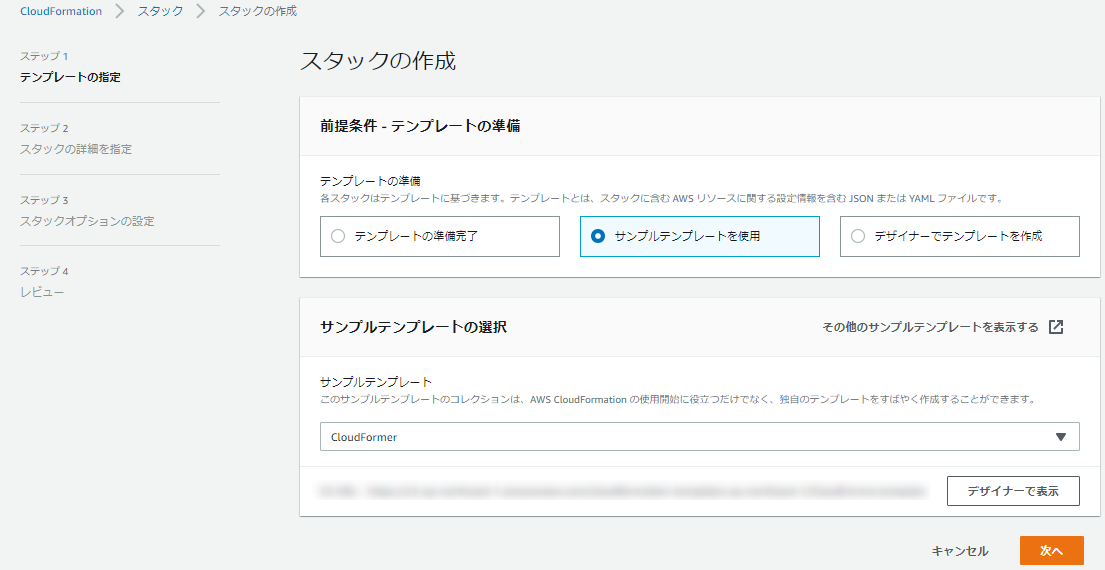 CloudFormation > スタック > スタックの作成
ステップ 1
テンプレートの指定
ステップ 2
スタックの詳細を指定
ステップ 3
スタックオプションの設定
ステップ 4
レビュー
スタックの作成
前提条件 - テンプレートの準備
テンプレートの準備
各スタックはテンプレートに基づきます。テンプレートとは、スタックに含む AWS リソースに関する設定情報を含む JSON または YAML ファイルです。
テンプレートの準備完了 サンプルテンプレートを使用 デザイナーでテンプレートを作成
サンプルテンプレートの選択 その他のサンプルテンプレートを表示する
サンプルテンプレート
このサンプルテンプレートのコレクションは、AWS CloudFormation の使用開始に役立つだけでなく、独自のテンプレートをすばやく作成することができます。
CloudFormer
デザイナーで表示
キャンセル 次へ